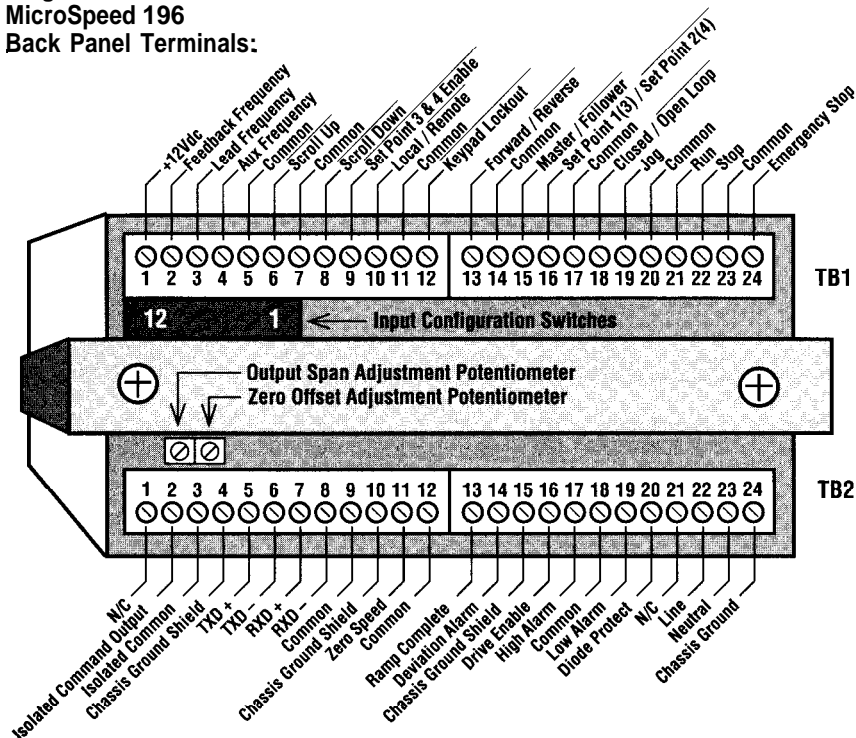 MicroSpeed 196
Back Panel Terminals:
+12Vdc
Feedback Frequency
Lead Frequency
Aux Frequency
Common
Scroll Up
Common
Scroll Down
Set Point 3 & 4 Enable
Local / Remote
Common
Keypad Lockout
Forward / Reverse
Common
Master / Follower
Set Point 1(3) / Set Point 2(4)
Common
Closed / Open Loop
Jog
Common
Run
Stop
Common
Emergency Stop
1 2 3 4 5 6 7 8 9 10 11 12 13 14 15 16 17 18 19 20 21 22 23 24
TB1
12 1 Input Configuration Switches
Output Span Adjustment Potentiometer
Zero Offset Adjustment Potentiometer
1 2 3 4 5 6 7 8 9 10 11 12 13 14 15 16 17 18 19 20 21 22 23 24
TB2
N/C
Isolated Command Output
Isolated Common
Chassis Ground Shield
TXD +
TXD -
RXD +
RXD -
Common
Chassis Ground Shield
Zero Speed
Common
Ramp Complete
Deviation Alarm
Chassis Ground Shield
Drive Enable
High Alarm
Common
Low Alarm
Diode Protect
N/C
Line
Neutral
Chassis Ground